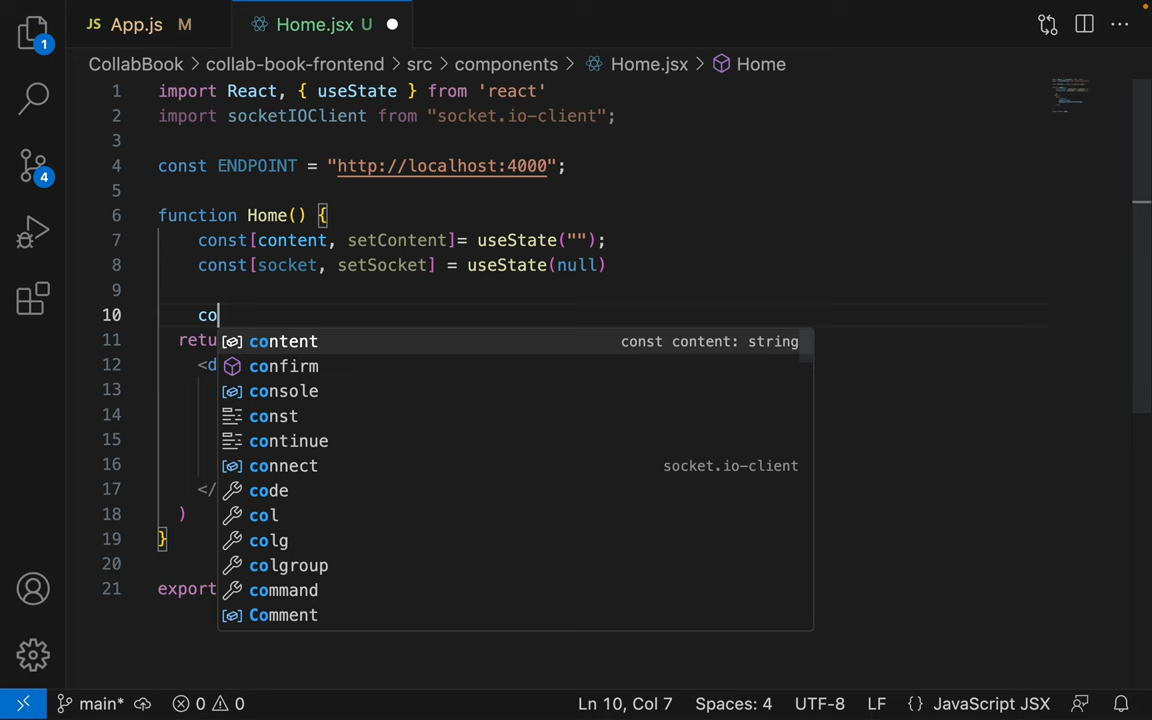 JS App.js M
Home.jsx U
CollabBook > collab-book-frontend > src > components > Home.jsx > Home
1 import React, { useState } from 'react'
2 import socketIOClient from "socket.io-client";
3
4 const ENDPOINT = "http://localhost:4000";
5
6 function Home() {
7 const[content, setContent]= useState("");
8 const[socket, setSocket] = useState(null)
9
10 co
11 retu
12 <d
13
14
15
16
17 </
18 )
19 }
20
21 export
content const content: string
confirm
console
const
continue
connect socket.io-client
code
col
colg
colgroup
command
Comment
1
4
main* 0 0 Ln 10, Col 7 Spaces: 4 UTF-8 LF {} JavaScript JSX